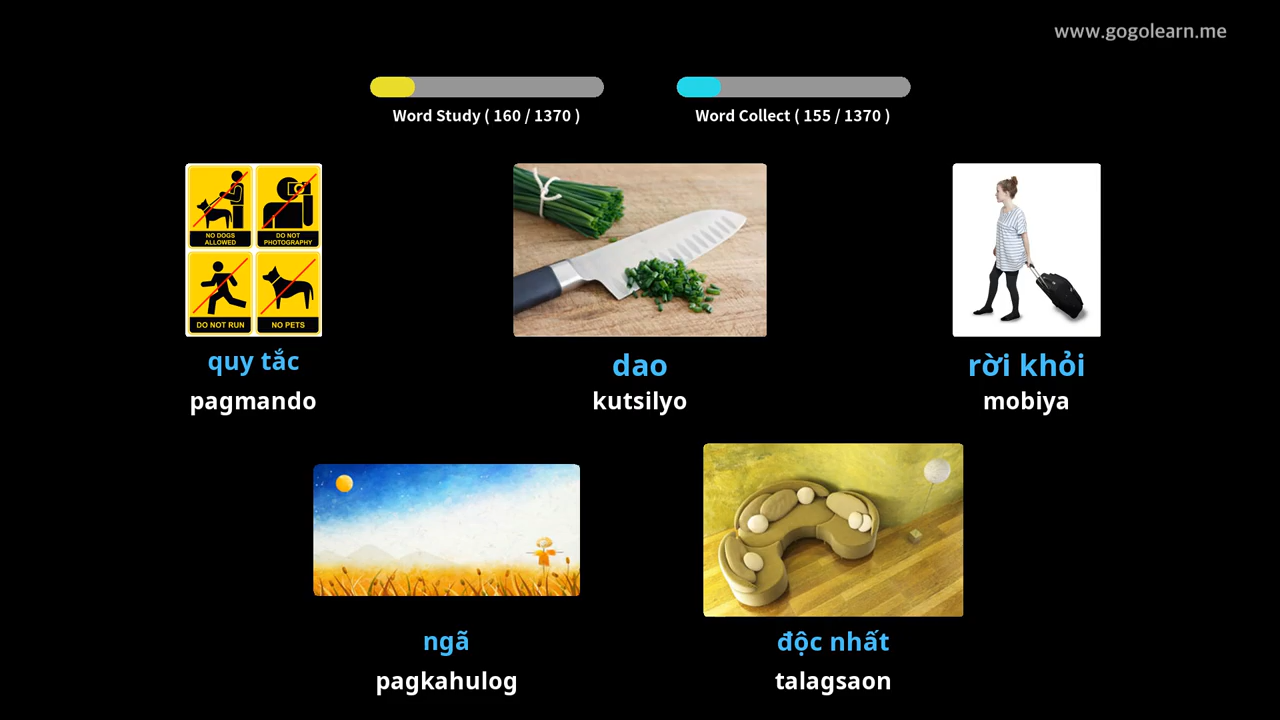 www.gogolearn.me
Word Study ( 160 / 1370 )
Word Collect ( 155 / 1370 )
NO DOGS
ALLOWED
DO NOT
PHOTOGRAPHY
DO NOT RUN
NO PETS
quy tắc
pagmando
dao
kutsilyo
rời khỏi
mobiya
ngã
pagkahulog
độc nhất
talagsaon